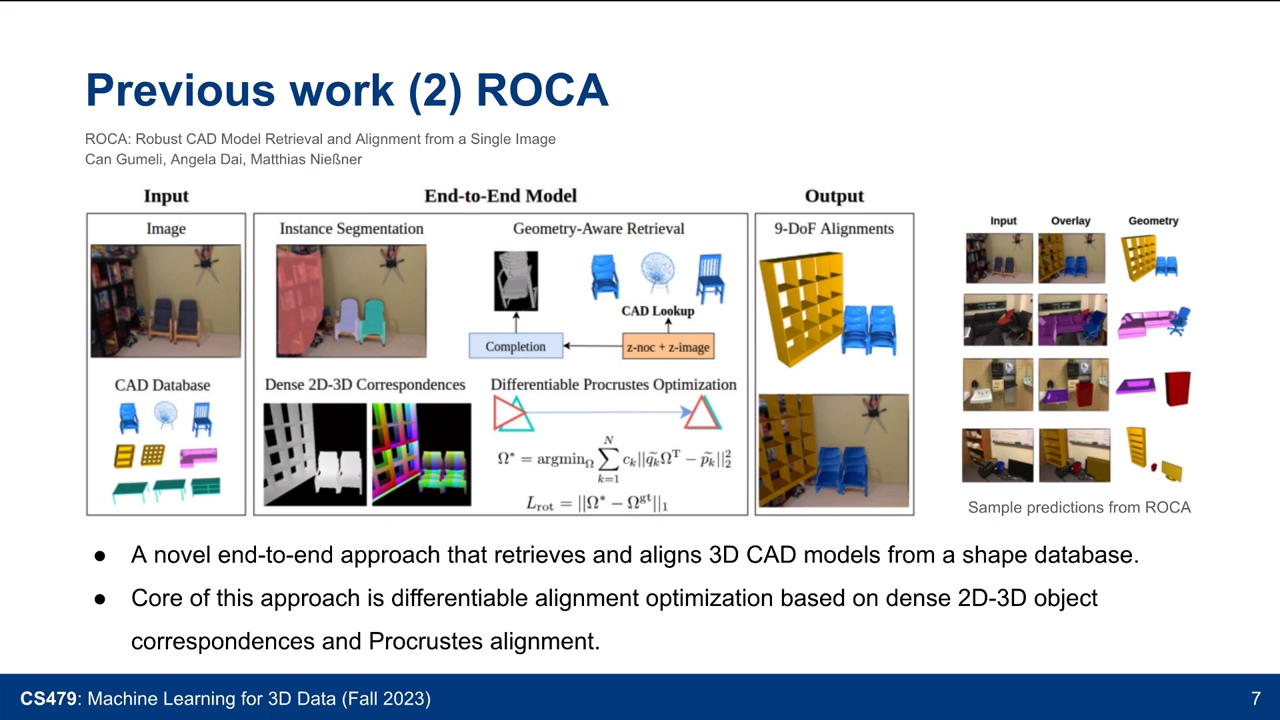 Previous work (2) ROCA
ROCA: Robust CAD Model Retrieval and Alignment from a Single Image
Can Gumeli, Angela Dai, Matthias Nießner
Input
Image
CAD Database
End-to-End Model
Instance Segmentation
Geometry-Aware Retrieval
CAD Lookup
Completion
z-noc + z-image
Dense 2D-3D Correspondences
Differentiable Procrustes Optimization
Ω* = argmin_Ω ∑_{k=1}^{N} c_k||q̃_kΩ^T − p̃_k||_2^2
L_rot = ||Ω* − Ω^gt||_1
Output
9-DoF Alignments
Input Overlay Geometry
Sample predictions from ROCA
● A novel end-to-end approach that retrieves and aligns 3D CAD models from a shape database.
● Core of this approach is differentiable alignment optimization based on dense 2D-3D object
correspondences and Procrustes alignment.
CS479: Machine Learning for 3D Data (Fall 2023)
7